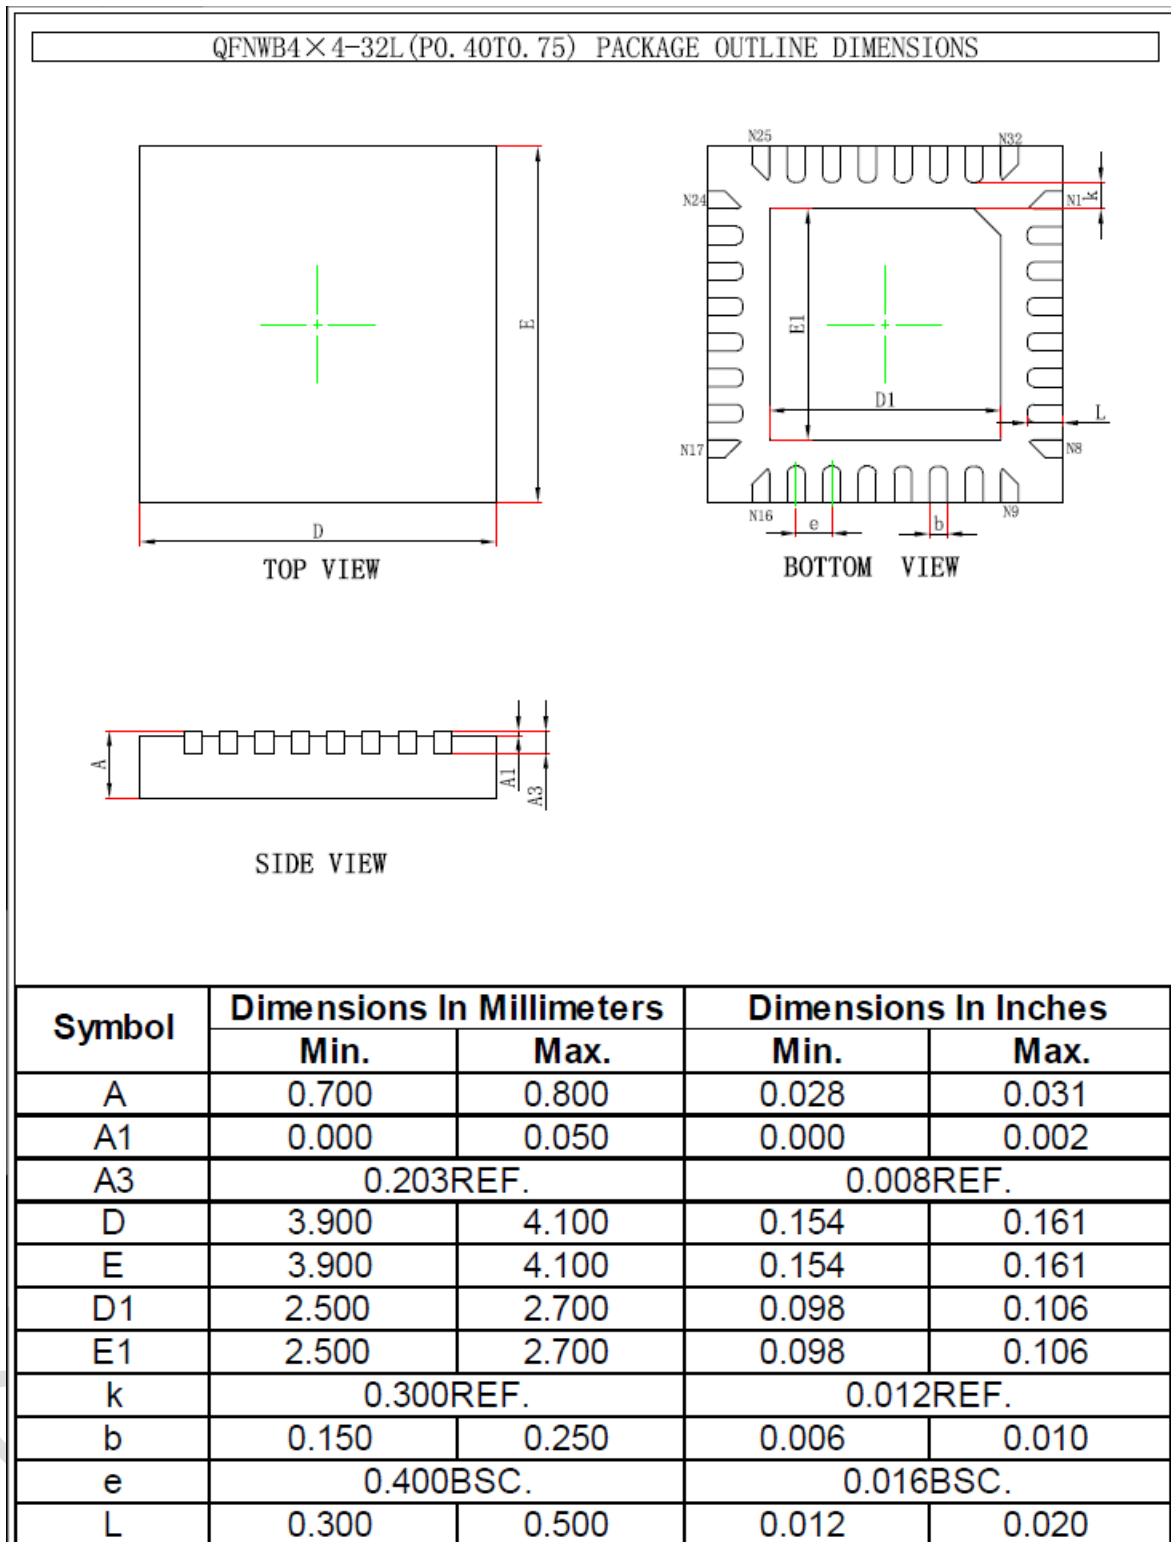 QFNWB4×4-32L(P0.40T0.75) PACKAGE OUTLINE DIMENSIONS
N25 N32
N24 N1 k
E E1
D1 L
N17 N8
N16 e b N9
D
TOP VIEW BOTTOM VIEW
A A1 A3
SIDE VIEW
Symbol Dimensions In Millimeters Dimensions In Inches
Min. Max. Min. Max.
A 0.700 0.800 0.028 0.031
A1 0.000 0.050 0.000 0.002
A3 0.203REF. 0.008REF.
D 3.900 4.100 0.154 0.161
E 3.900 4.100 0.154 0.161
D1 2.500 2.700 0.098 0.106
E1 2.500 2.700 0.098 0.106
k 0.300REF. 0.012REF.
b 0.150 0.250 0.006 0.010
e 0.400BSC. 0.016BSC.
L 0.300 0.500 0.012 0.020